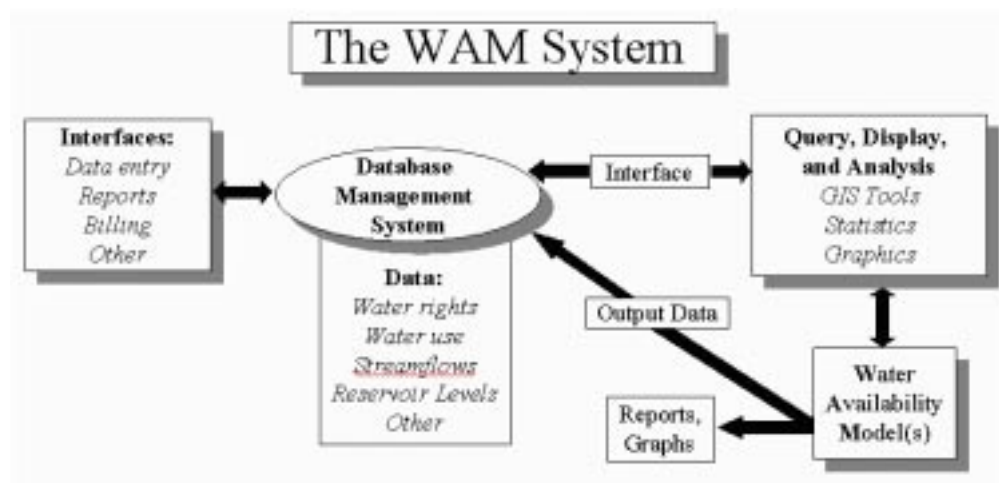 The WAM System
Interfaces:
Data entry
Reports
Billing
Other
Database
Management
System
Data:
Water rights
Water use
Streamflows
Reservoir Levels
Other
Interface
Query, Display,
and Analysis
GIS Tools
Statistics
Graphics
Output Data
Reports,
Graphs
Water
Availability
Model(s)